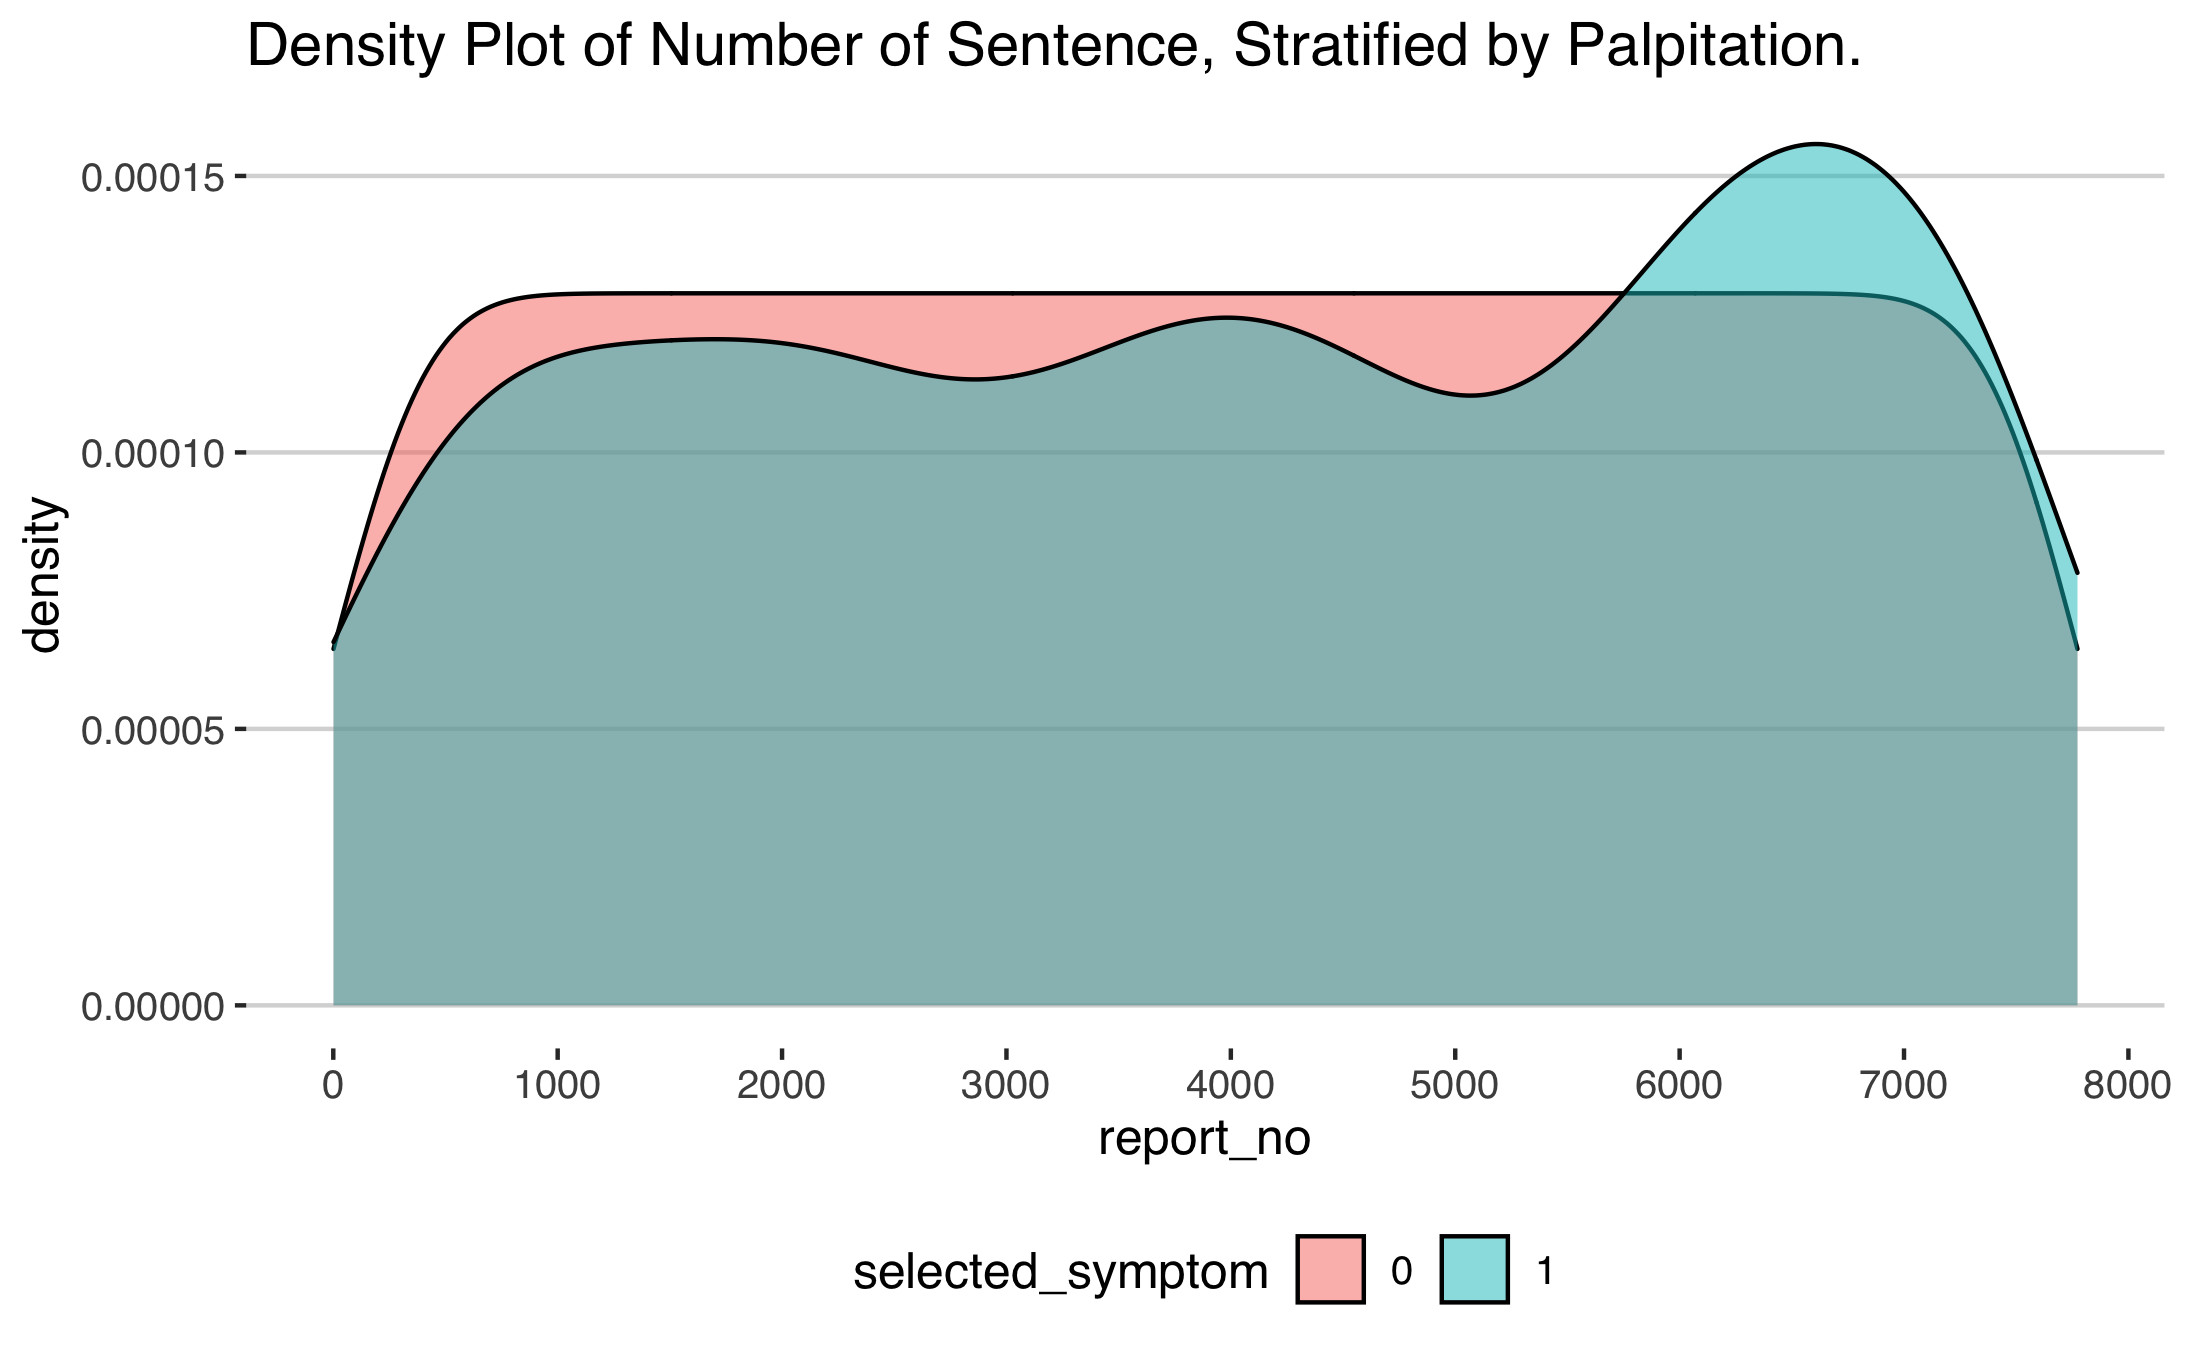 Density Plot of Number of Sentence, Stratified by Palpitation.
density
0.00015
0.00010
0.00005
0.00000
0 1000 2000 3000 4000 5000 6000 7000 8000
report_no
selected_symptom 0 1